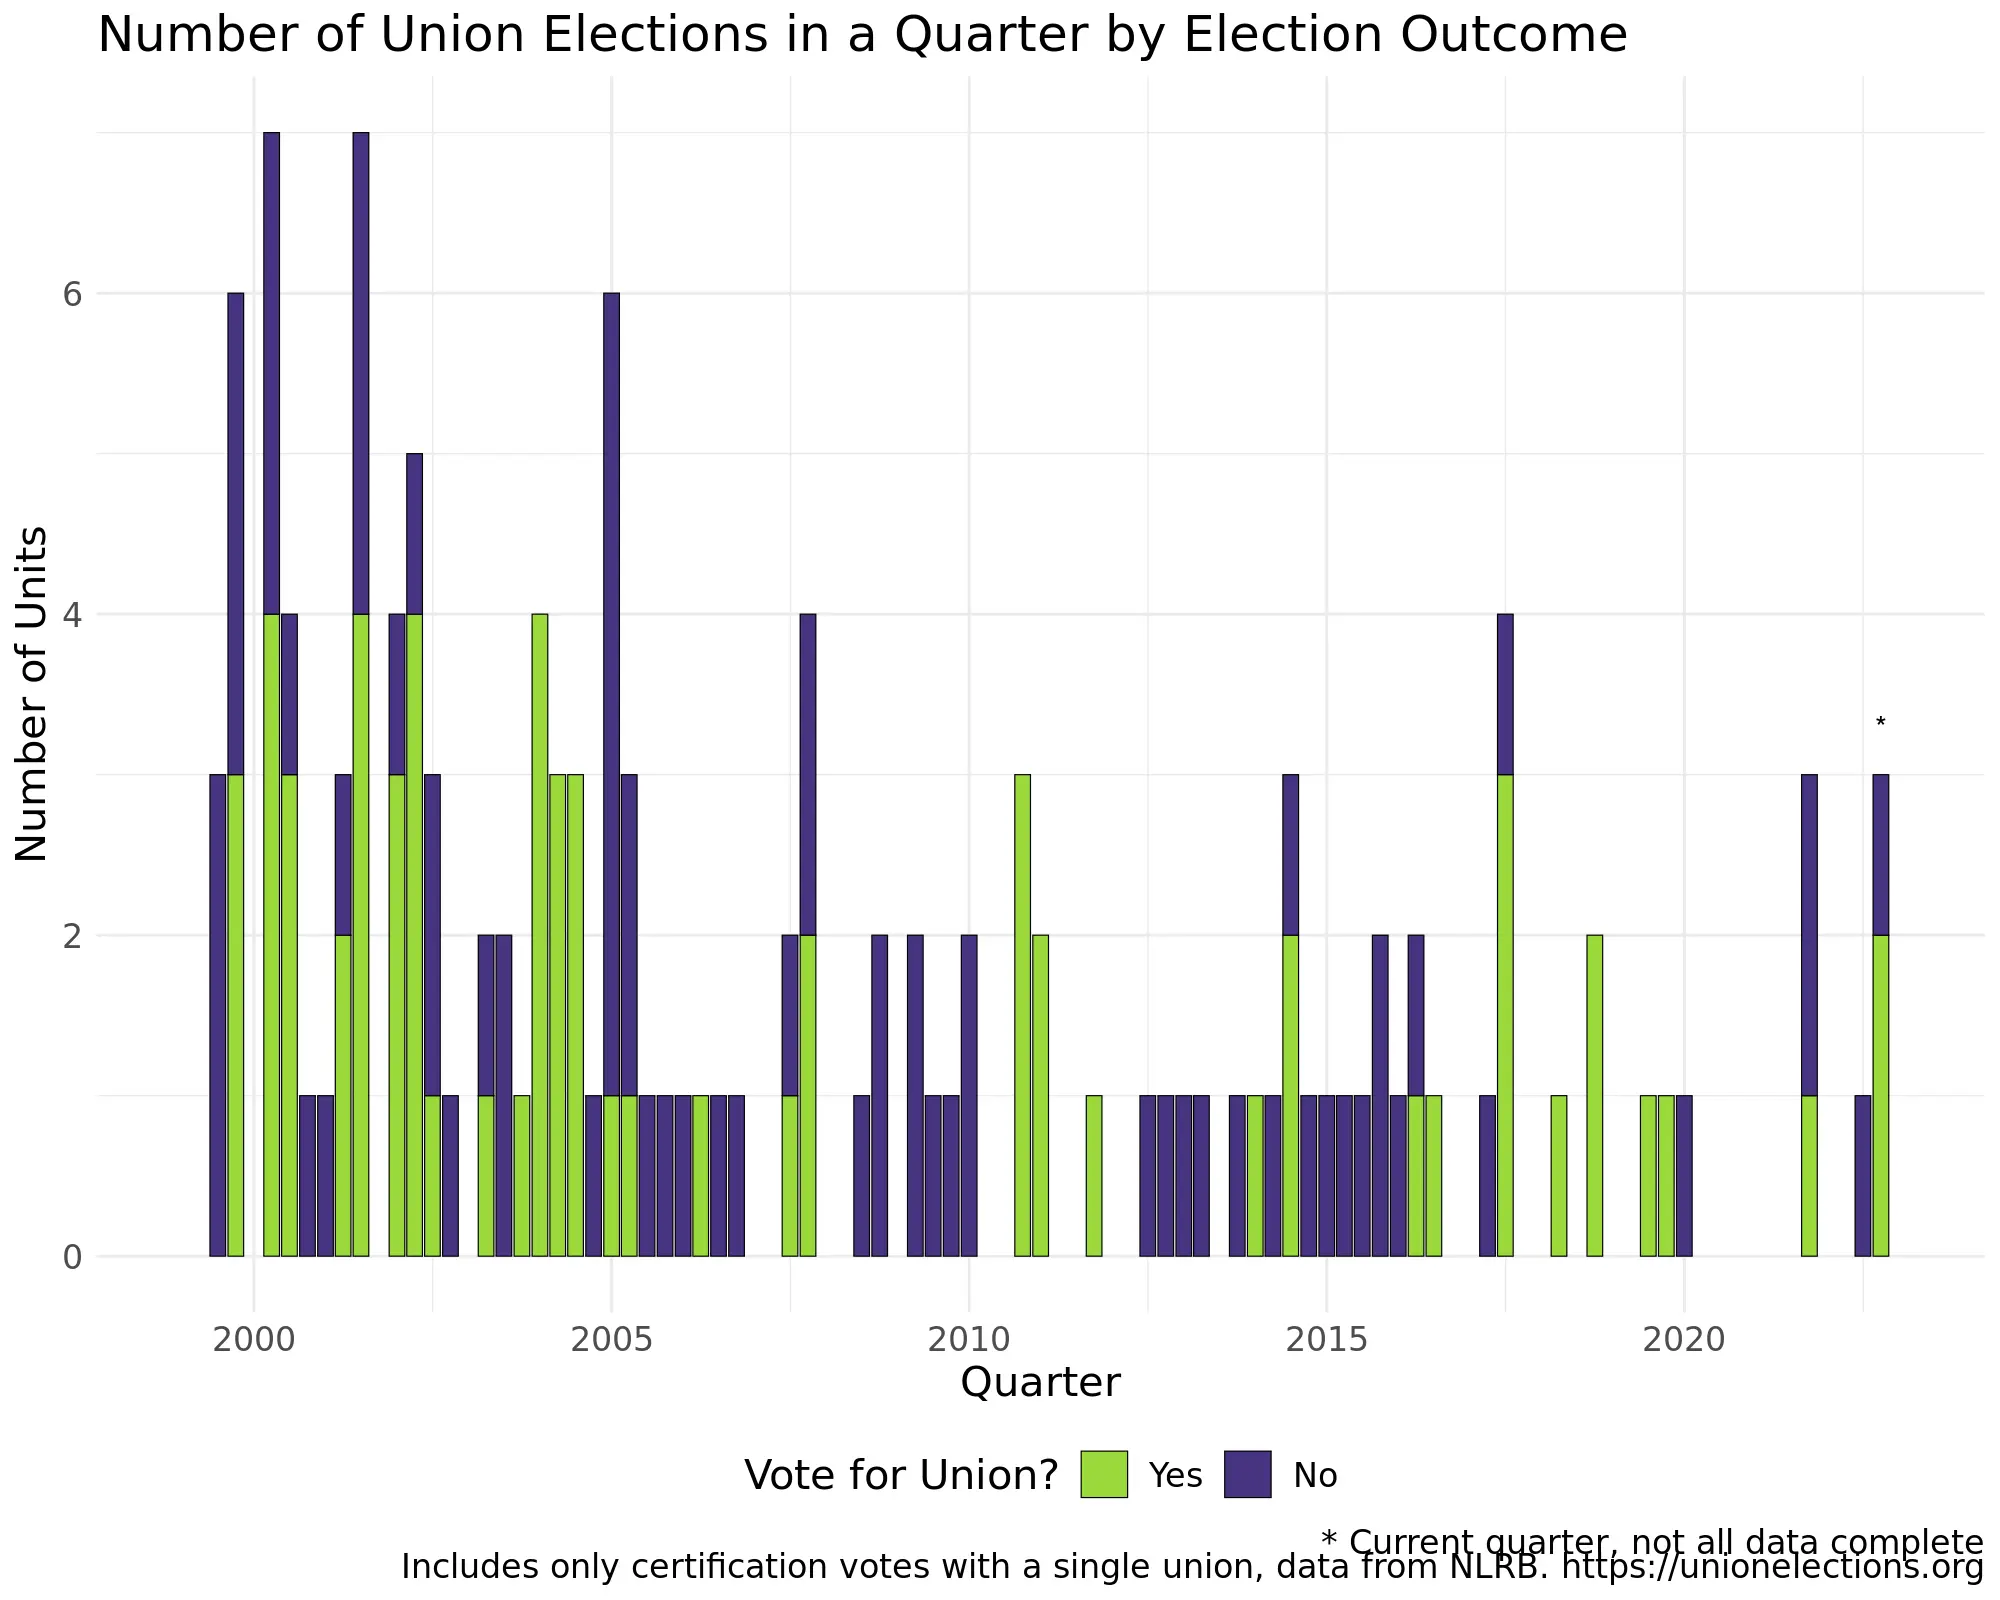 Number of Union Elections in a Quarter by Election Outcome
Number of Units
6
4
2
0
*
2000 2005 2010 2015 2020
Quarter
Vote for Union? Yes No
* Current quarter, not all data complete
Includes only certification votes with a single union, data from NLRB. https://unionelections.org